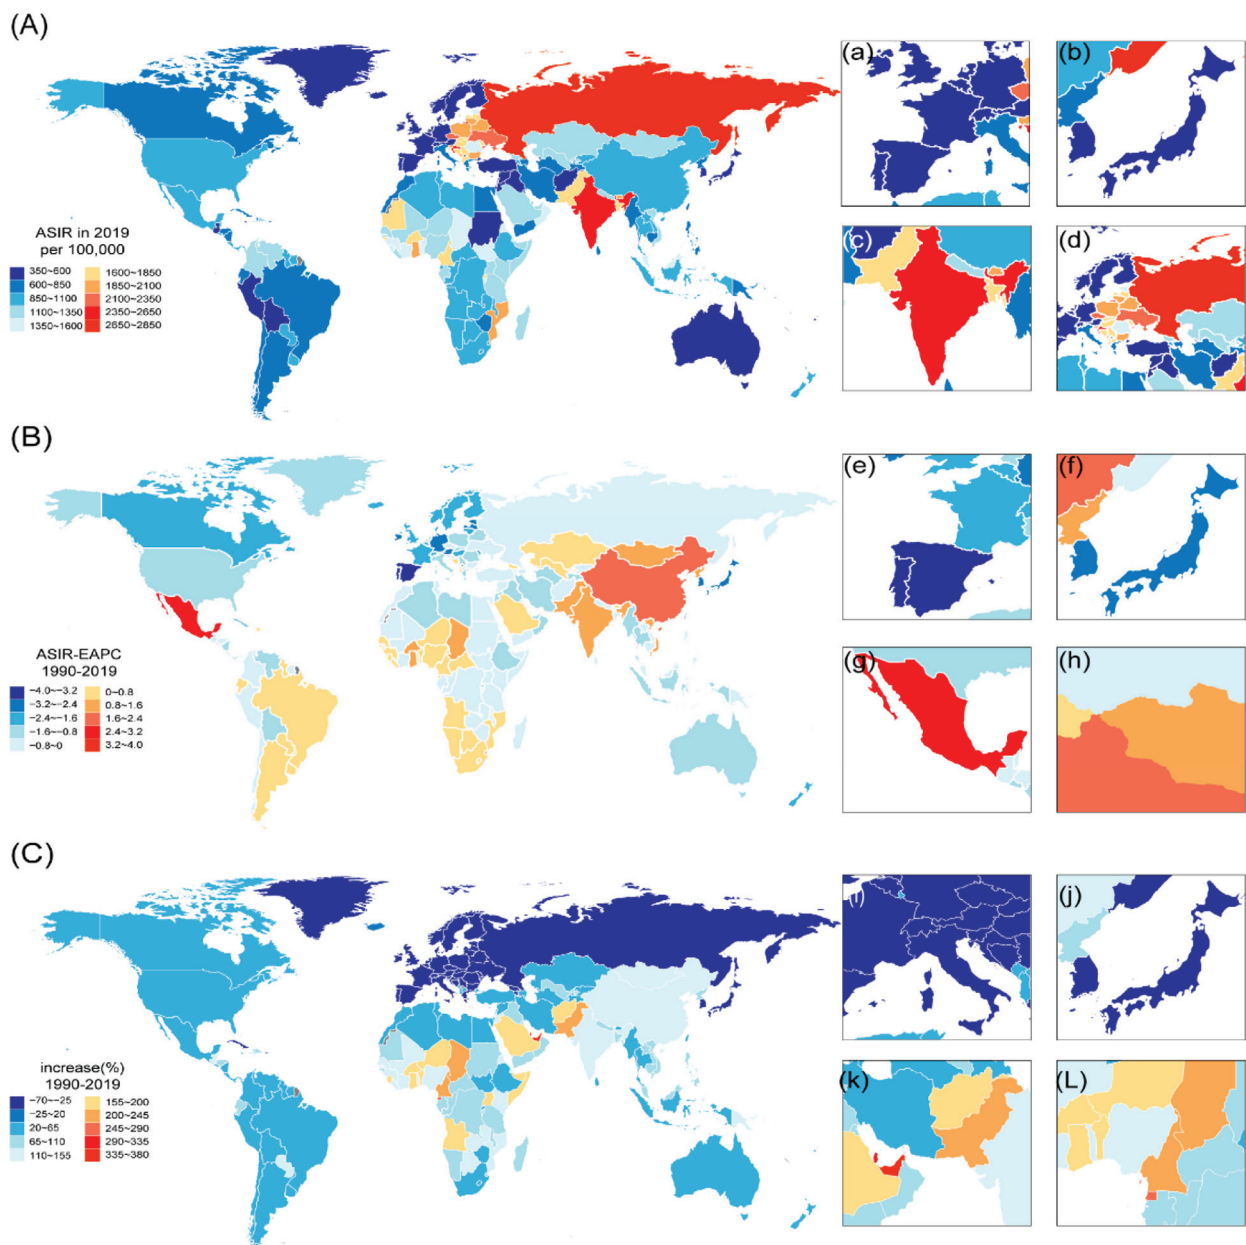 (A)
(a)
(b)
ASIR in 2019
per 100,000
350~600
600~850
850~1100
1100~1350
1350~1600
1600~1850
1850~2100
2100~2350
2350~2650
2650~2850
(c)
(d)
(B)
(e)
(f)
ASIR-EAPC
1990-2019
−4.0~−3.2
−3.2~−2.4
−2.4~−1.6
−1.6~−0.8
−0.8~0
0~0.8
0.8~1.6
1.6~2.4
2.4~3.2
3.2~4.0
(g)
(h)
(C)
(i)
(j)
increase(%)
1990-2019
−70~−25
−25~20
20~65
65~110
110~155
155~200
200~245
245~290
290~335
335~380
(k)
(L)